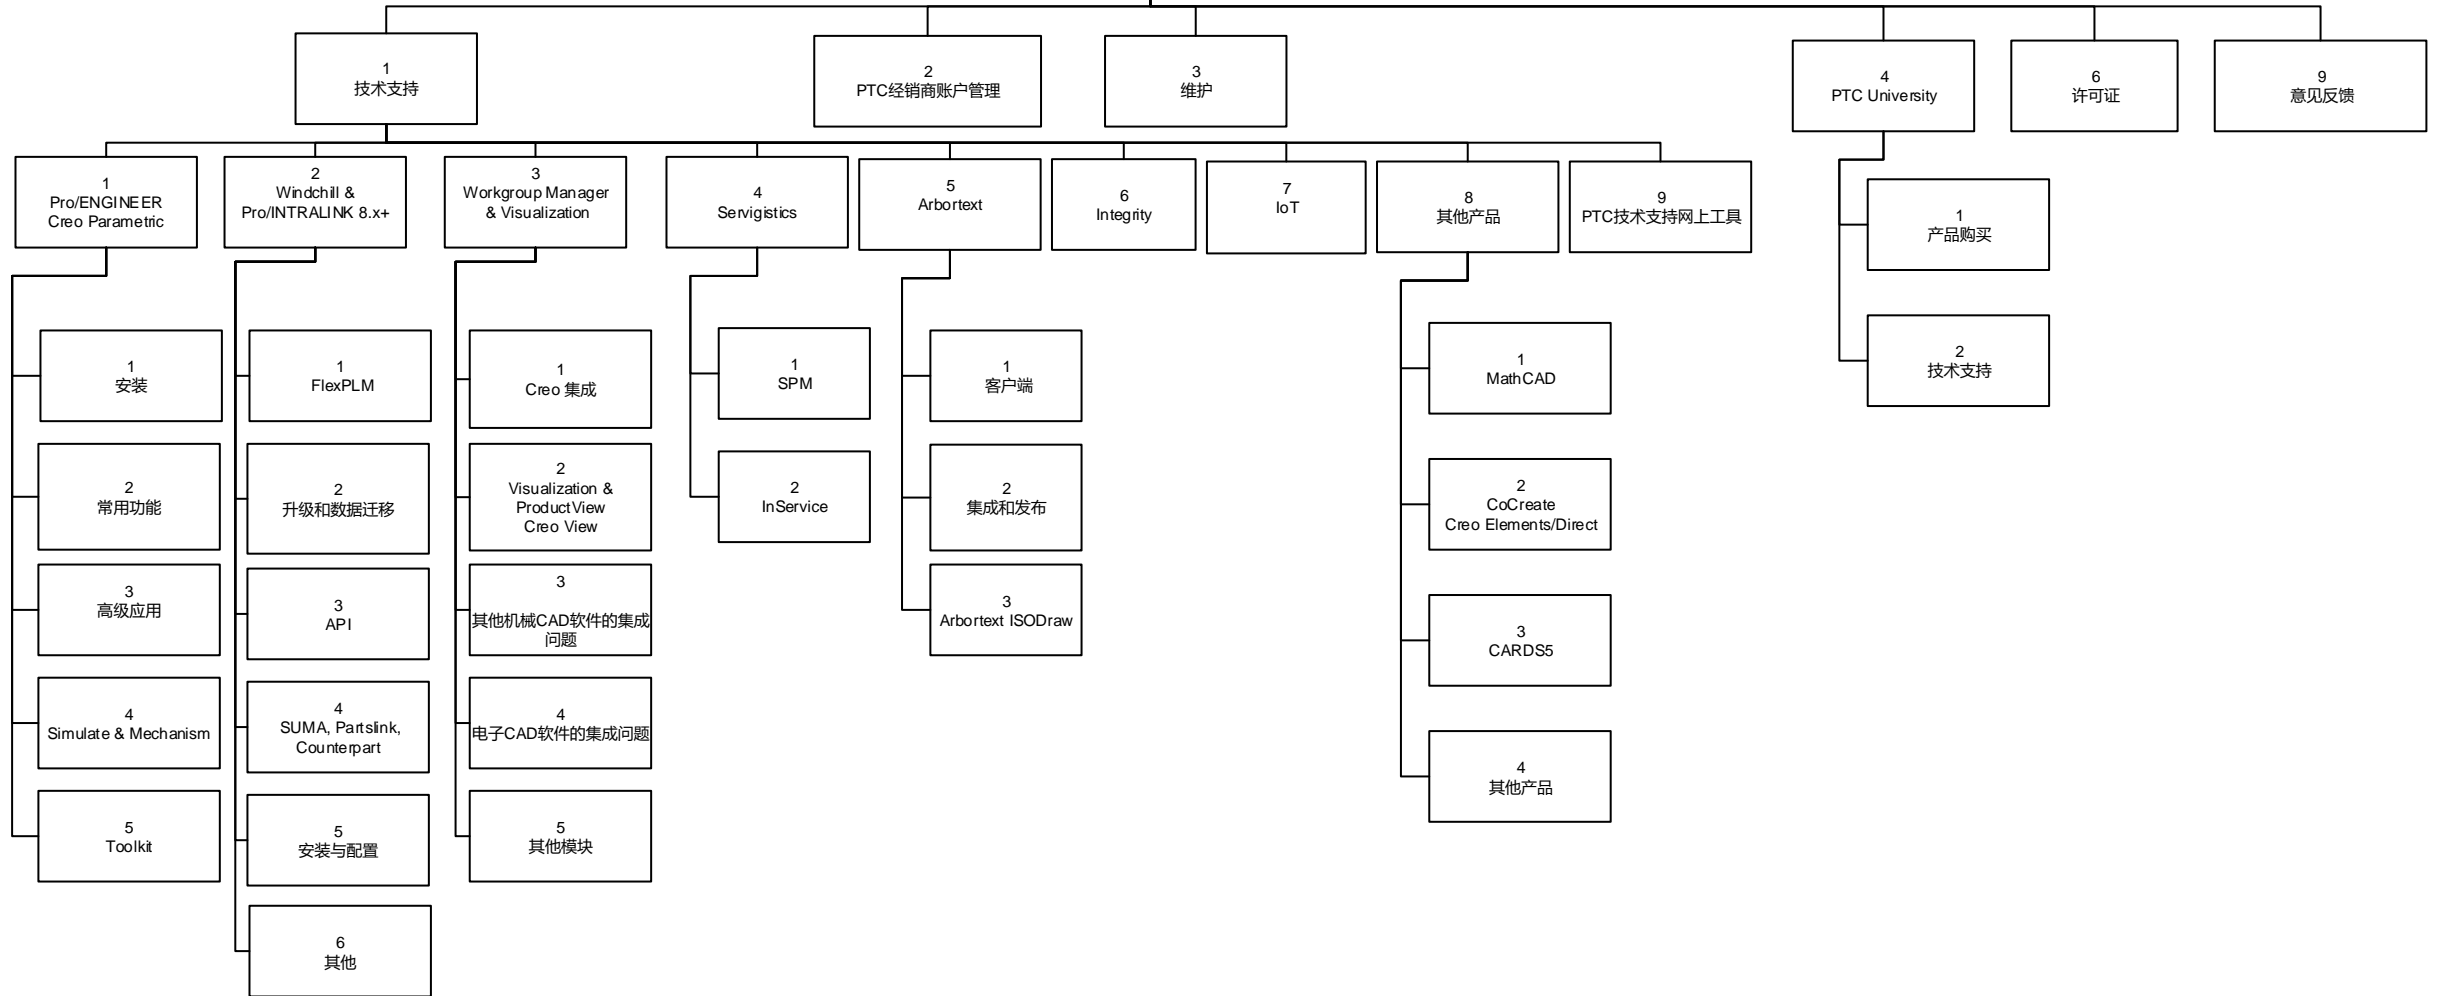 1
技术支持
2
PTC经销商账户管理
3
维护
4
PTC University
6
许可证
9
意见反馈
1
Pro/ENGINEER
Creo Parametric
2
Windchill &
Pro/INTRALINK 8.x+
3
Workgroup Manager
& Visualization
4
Servigistics
5
Arbortext
6
Integrity
7
IoT
8
其他产品
9
PTC技术支持网上工具
1
安装
2
常用功能
3
高级应用
4
Simulate & Mechanism
5
Toolkit
1
FlexPLM
2
升级和数据迁移
3
API
4
SUMA, Partslink,
Counterpart
5
安装与配置
6
其他
1
Creo 集成
2
Visualization &
ProductView
Creo View
3
其他机械CAD软件的集成
问题
4
电子CAD软件的集成问题
5
其他模块
1
SPM
2
InService
1
客户端
2
集成和发布
3
Arbortext ISODraw
1
MathCAD
2
CoCreate
Creo Elements/Direct
3
CARDS5
4
其他产品
1
产品购买
2
技术支持